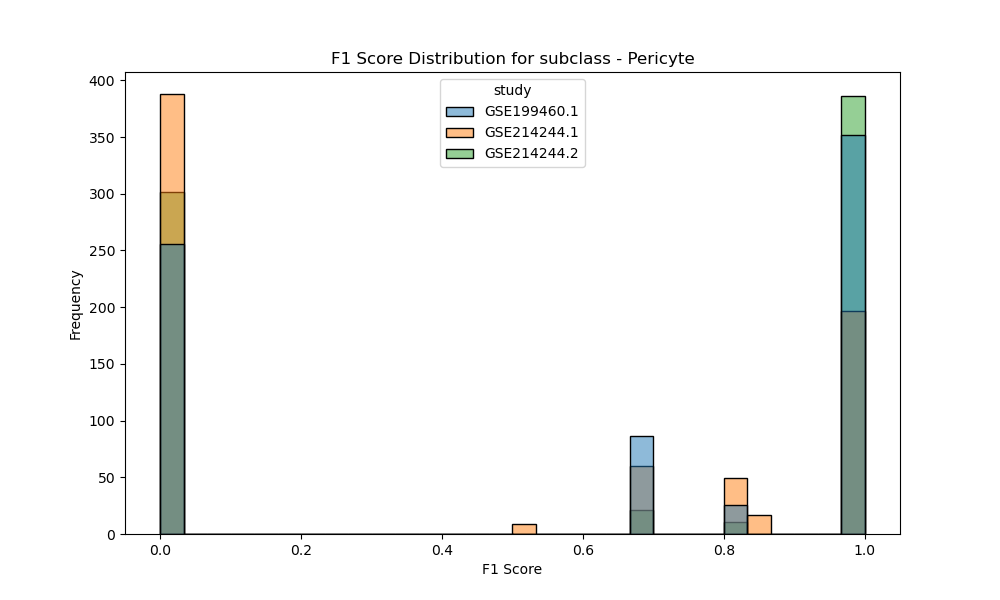 F1 Score Distribution for subclass - Pericyte
study
GSE199460.1
GSE214244.1
GSE214244.2
Frequency
400
350
300
250
200
150
100
50
0
0.0 0.2 0.4 0.6 0.8 1.0
F1 Score